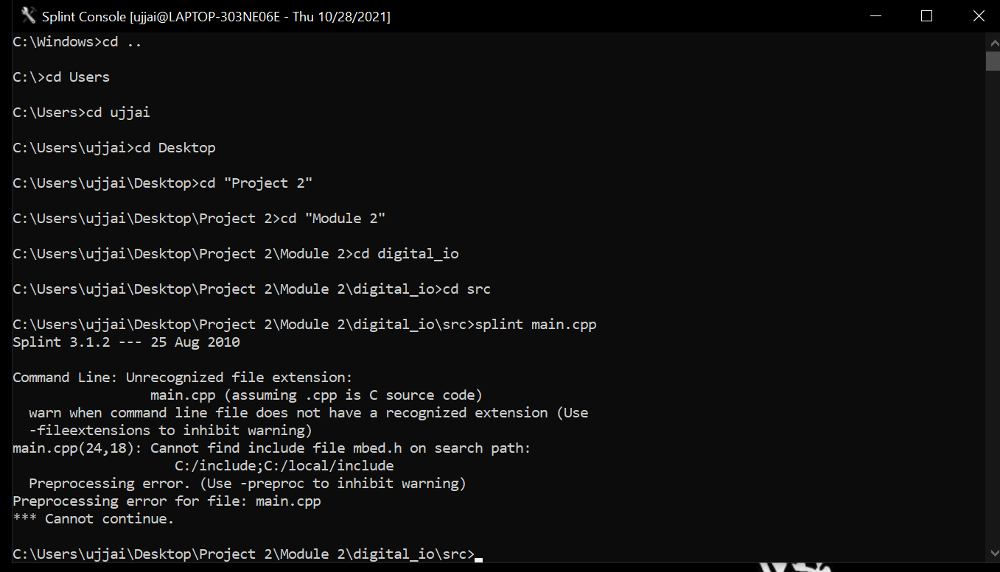 Splint Console [ujjai@LAPTOP-303NE06E - Thu 10/28/2021]
C:\Windows>cd ..
C:\>cd Users
C:\Users>cd ujjai
C:\Users\ujjai>cd Desktop
C:\Users\ujjai\Desktop>cd "Project 2"
C:\Users\ujjai\Desktop\Project 2>cd "Module 2"
C:\Users\ujjai\Desktop\Project 2\Module 2>cd digital_io
C:\Users\ujjai\Desktop\Project 2\Module 2\digital_io>cd src
C:\Users\ujjai\Desktop\Project 2\Module 2\digital_io\src>splint main.cpp
Splint 3.1.2 --- 25 Aug 2010
Command Line: Unrecognized file extension:
main.cpp (assuming .cpp is C source code)
warn when command line file does not have a recognized extension (Use
-fileextensions to inhibit warning)
main.cpp(24,18): Cannot find include file mbed.h on search path:
C:/include;C:/local/include
Preprocessing error. (Use -preproc to inhibit warning)
Preprocessing error for file: main.cpp
*** Cannot continue.
C:\Users\ujjai\Desktop\Project 2\Module 2\digital_io\src>